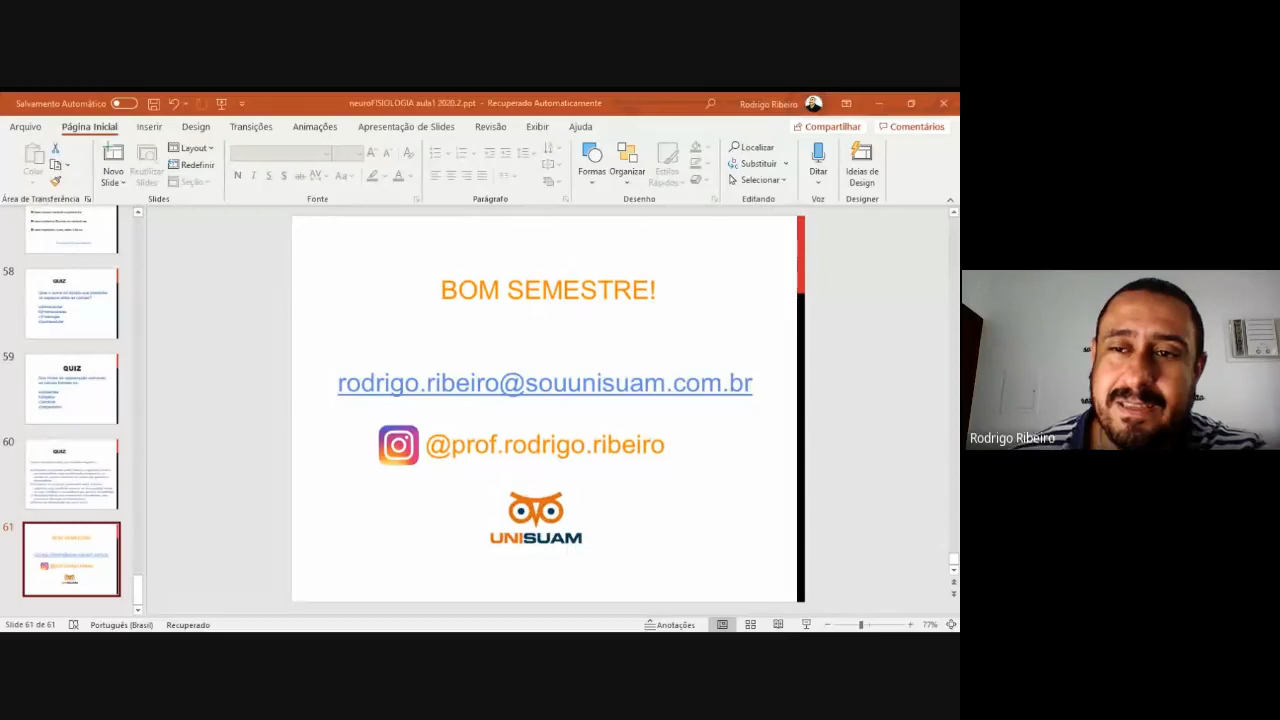 Salvamento Automático
neuroFISIOLOGIA aula1 2020.2.ppt - Recuperado Automaticamente
Rodrigo Ribeiro
Arquivo Página Inicial Inserir Design Transições Animações Apresentação de Slides Revisão Exibir Ajuda
Compartilhar Comentários
Colar
Novo Slide
Reutilizar Slides
Layout
Redefinir
Seção
N I S S ab AV Aa A
Formas
Organizar
Estilos Rápidos
Localizar
Substituir
Selecionar
Ditar
Ideias de Design
Área de Transferência Slides Fonte Parágrafo Desenho Editando Voz Designer
58
QUIZ
59
QUIZ
60
QUIZ
61
BOM SEMESTRE!
rodrigo.ribeiro@souunisuam.com.br
@prof.rodrigo.ribeiro
UNISUAM
Rodrigo Ribeiro
Slide 61 de 61 Português (Brasil) Recuperado Anotações 77%